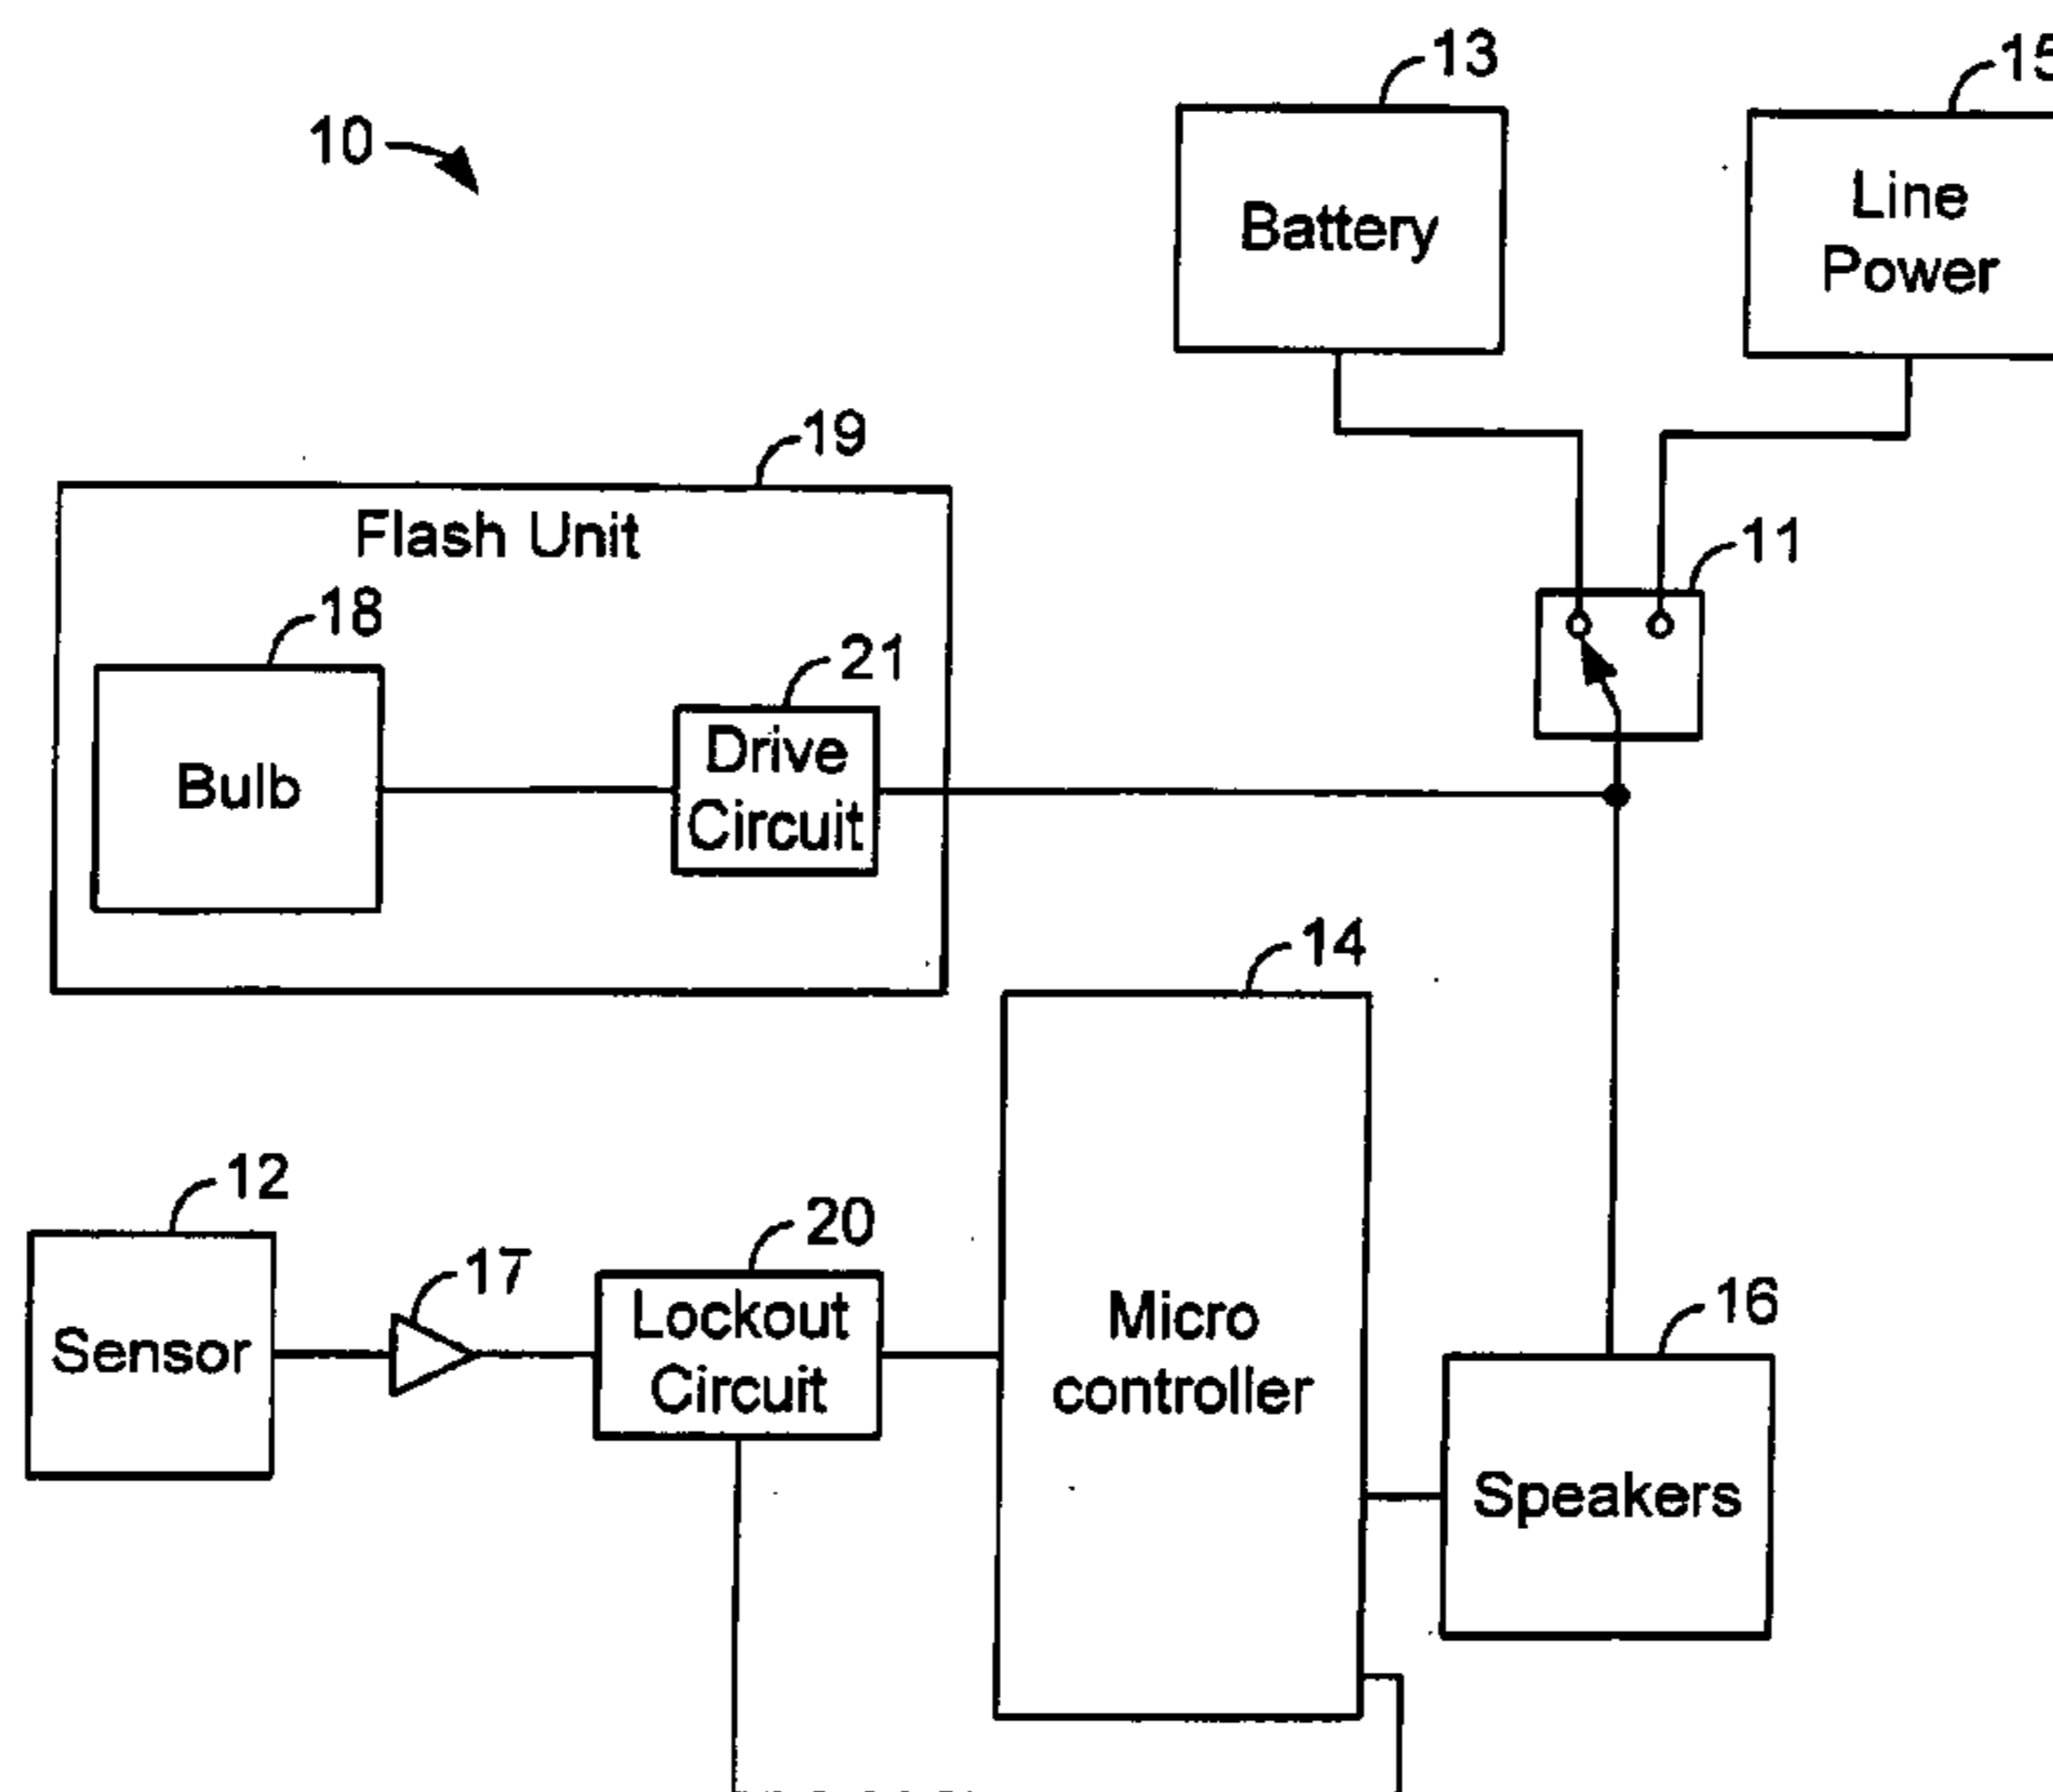 13
15
10
Battery
Line
Power
19
Flash Unit
11
18
21
Bulb
Drive
Circuit
14
12
20
17
16
Sensor
Lockout
Circuit
Micro
controller
Speakers